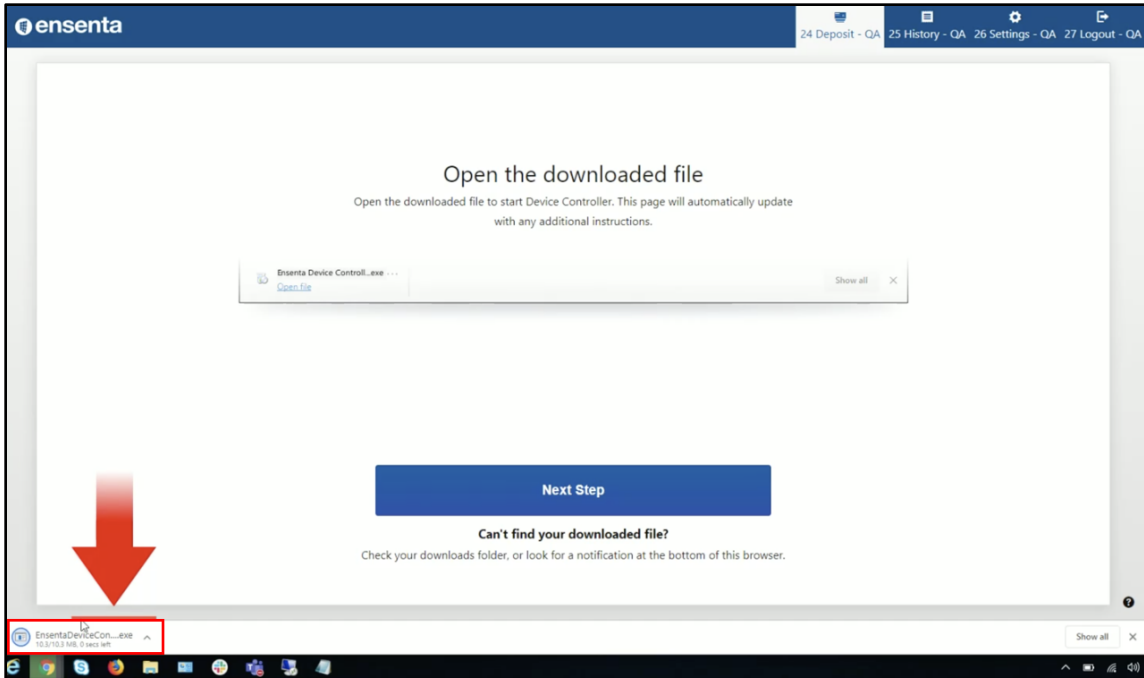 ensenta
24 Deposit - QA
25 History - QA
26 Settings - QA
27 Logout - QA
Open the downloaded file
Open the downloaded file to start Device Controller. This page will automatically update
with any additional instructions.
Ensenta Device Controll...exe ...
Open file
Show all
Next Step
Can't find your downloaded file?
Check your downloads folder, or look for a notification at the bottom of this browser.
EnsentaDeviceCon....exe
10.3/10.3 MB, 0 secs left
Show all